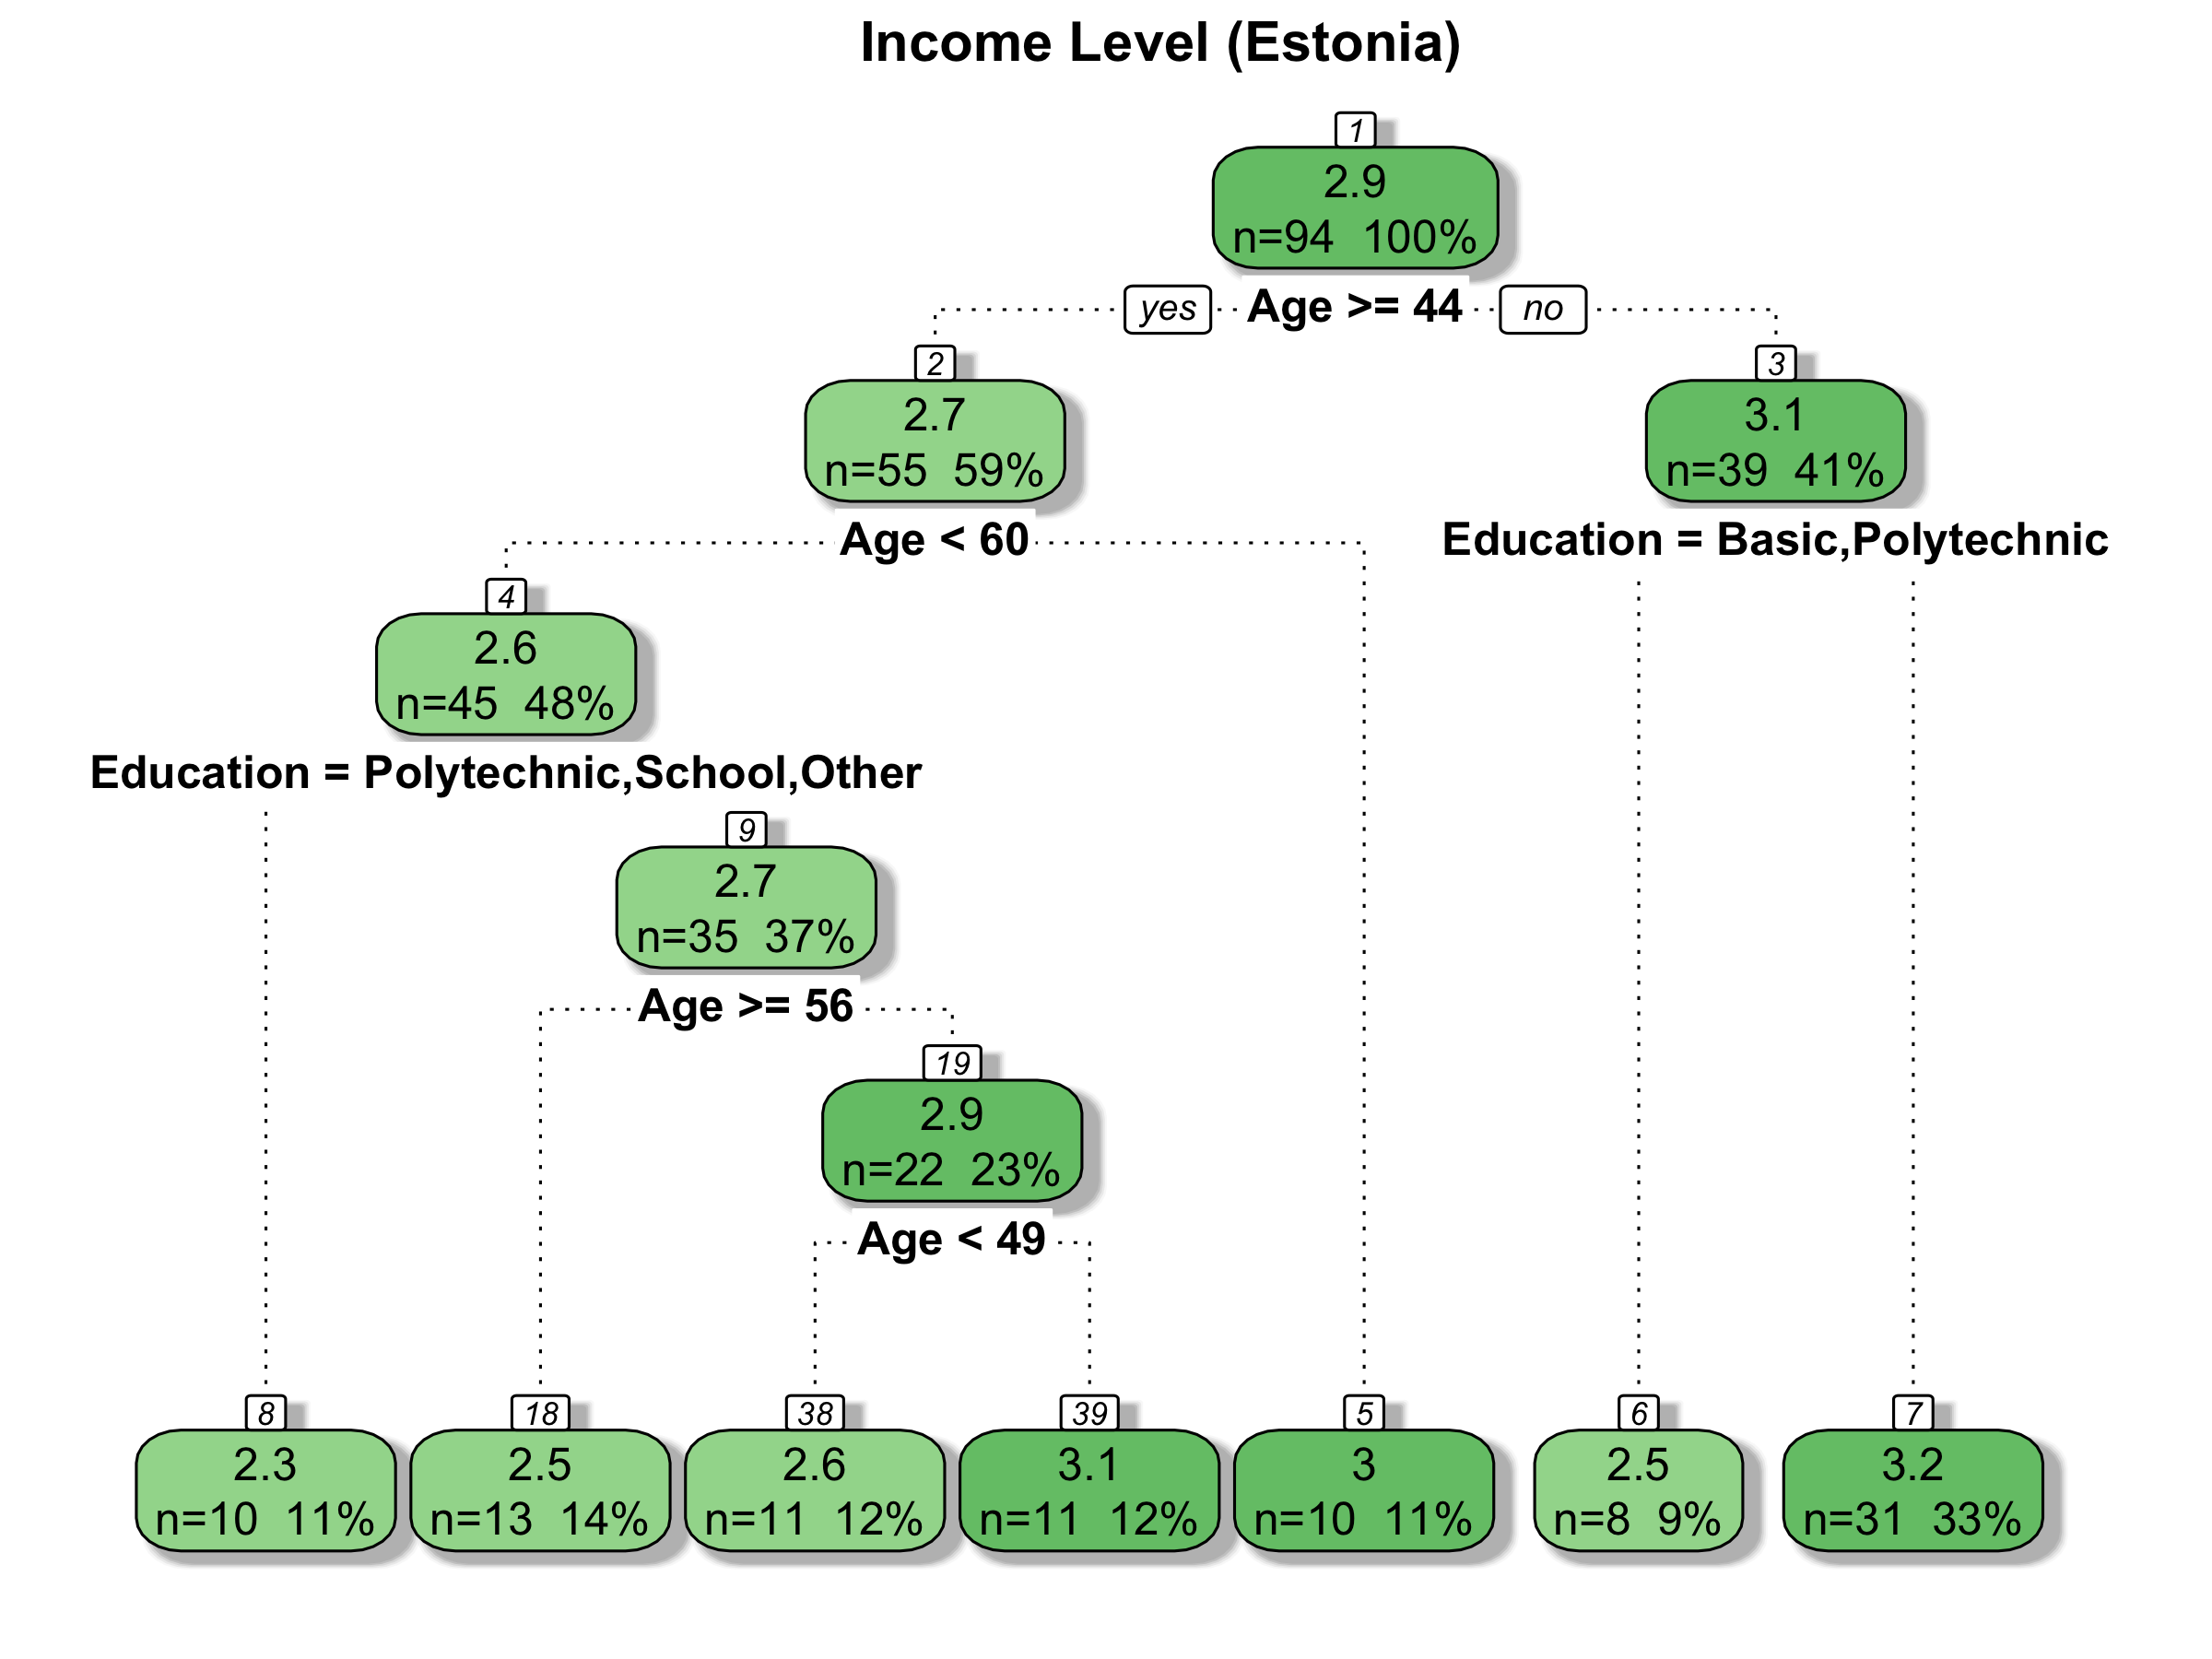 Income Level (Estonia)
1
2.9
n=94 100%
yes Age >= 44 no
2
2.7
n=55 59%
3
3.1
n=39 41%
Age < 60
Education = Basic,Polytechnic
4
2.6
n=45 48%
Education = Polytechnic,School,Other
9
2.7
n=35 37%
Age >= 56
19
2.9
n=22 23%
Age < 49
8
2.3
n=10 11%
18
2.5
n=13 14%
38
2.6
n=11 12%
39
3.1
n=11 12%
5
3
n=10 11%
6
2.5
n=8 9%
7
3.2
n=31 33%